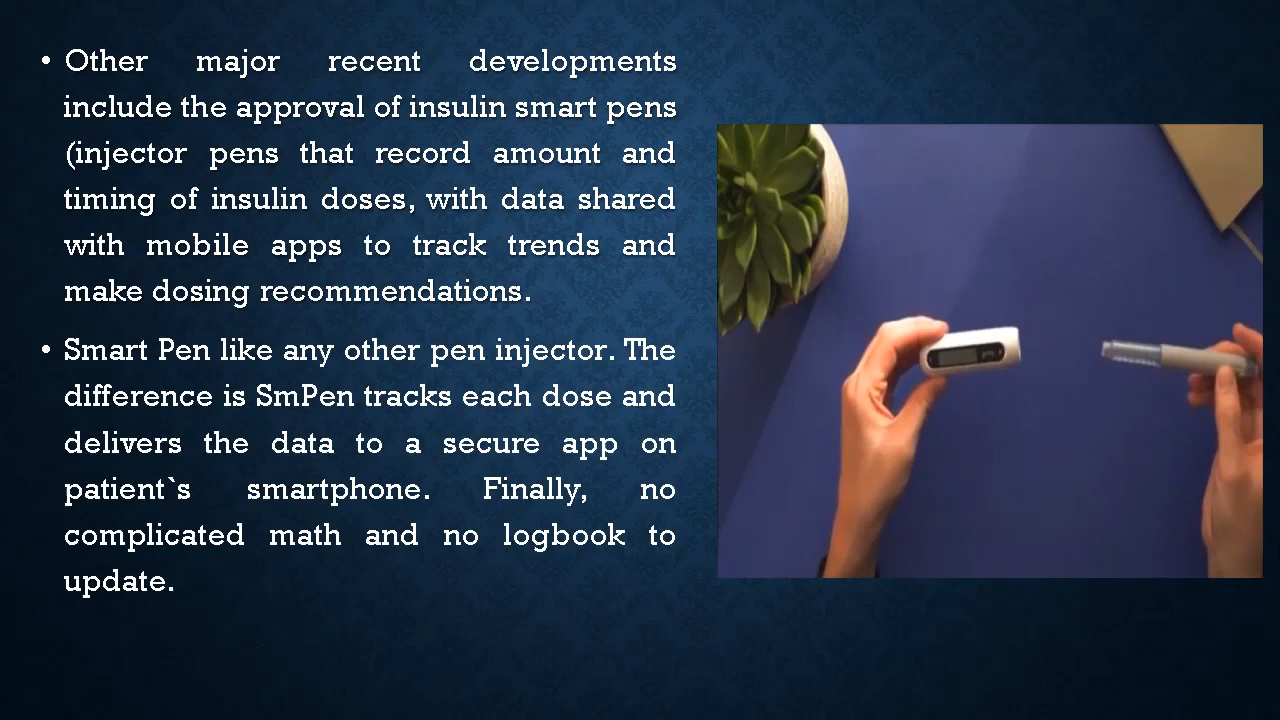 • Other major recent developments
include the approval of insulin smart pens
(injector pens that record amount and
timing of insulin doses, with data shared
with mobile apps to track trends and
make dosing recommendations.
• Smart Pen like any other pen injector. The
difference is SmPen tracks each dose and
delivers the data to a secure app on
patient`s smartphone. Finally, no
complicated math and no logbook to
update.